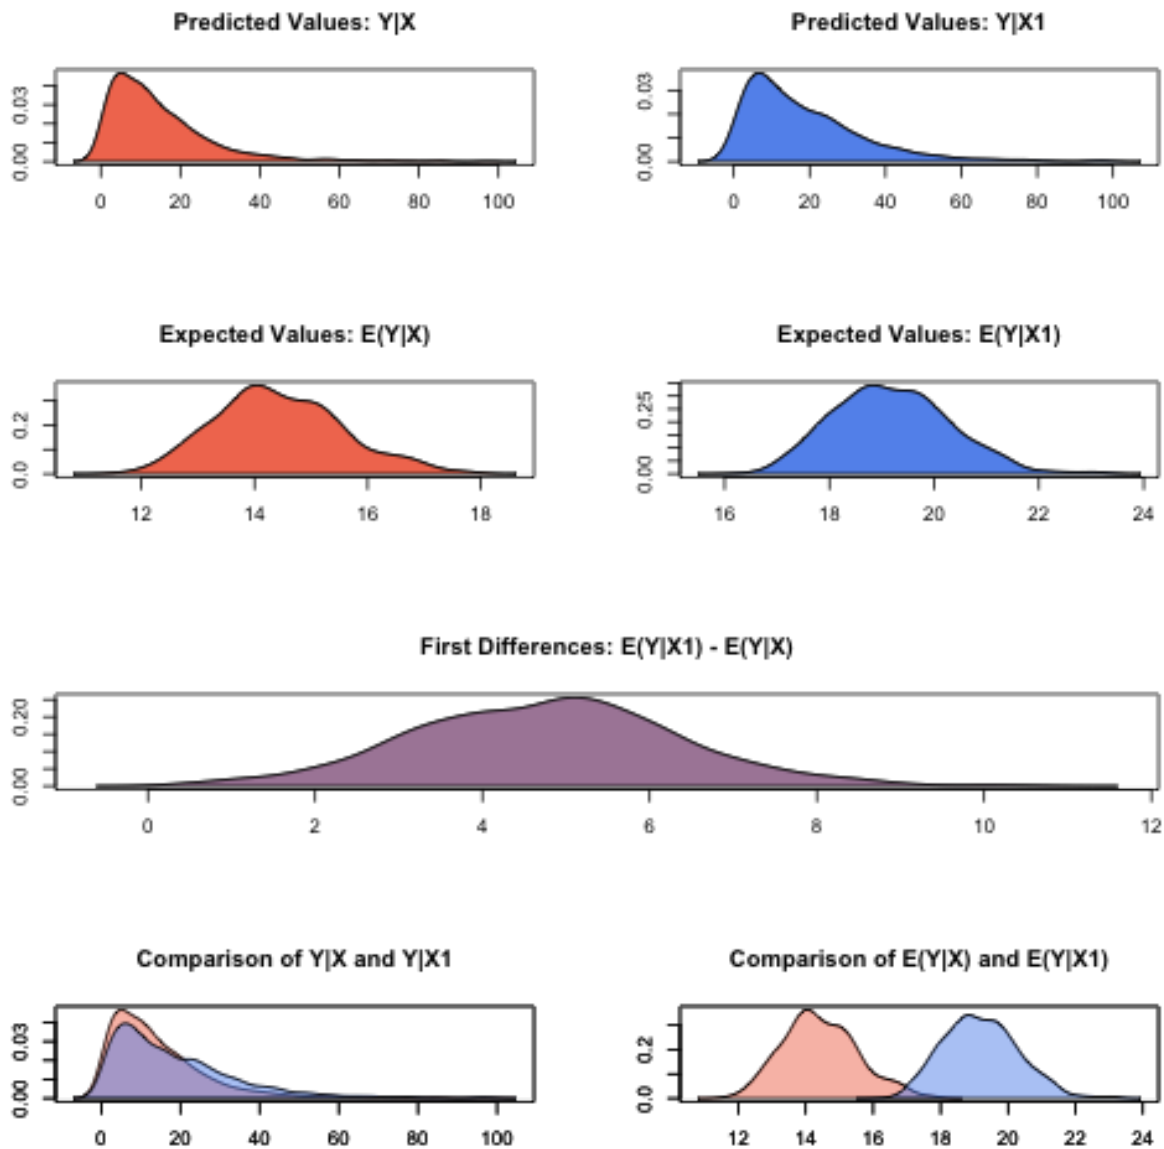 Predicted Values: Y|X
0.00 0.03
0 20 40 60 80 100
Predicted Values: Y|X1
0.00 0.03
0 20 40 60 80 100
Expected Values: E(Y|X)
0.0 0.2
12 14 16 18
Expected Values: E(Y|X1)
0.00 0.25
16 18 20 22 24
First Differences: E(Y|X1) - E(Y|X)
0.00 0.20
0 2 4 6 8 10 12
Comparison of Y|X and Y|X1
0.00 0.03
0 20 40 60 80 100
Comparison of E(Y|X) and E(Y|X1)
0.0 0.2
12 14 16 18 20 22 24